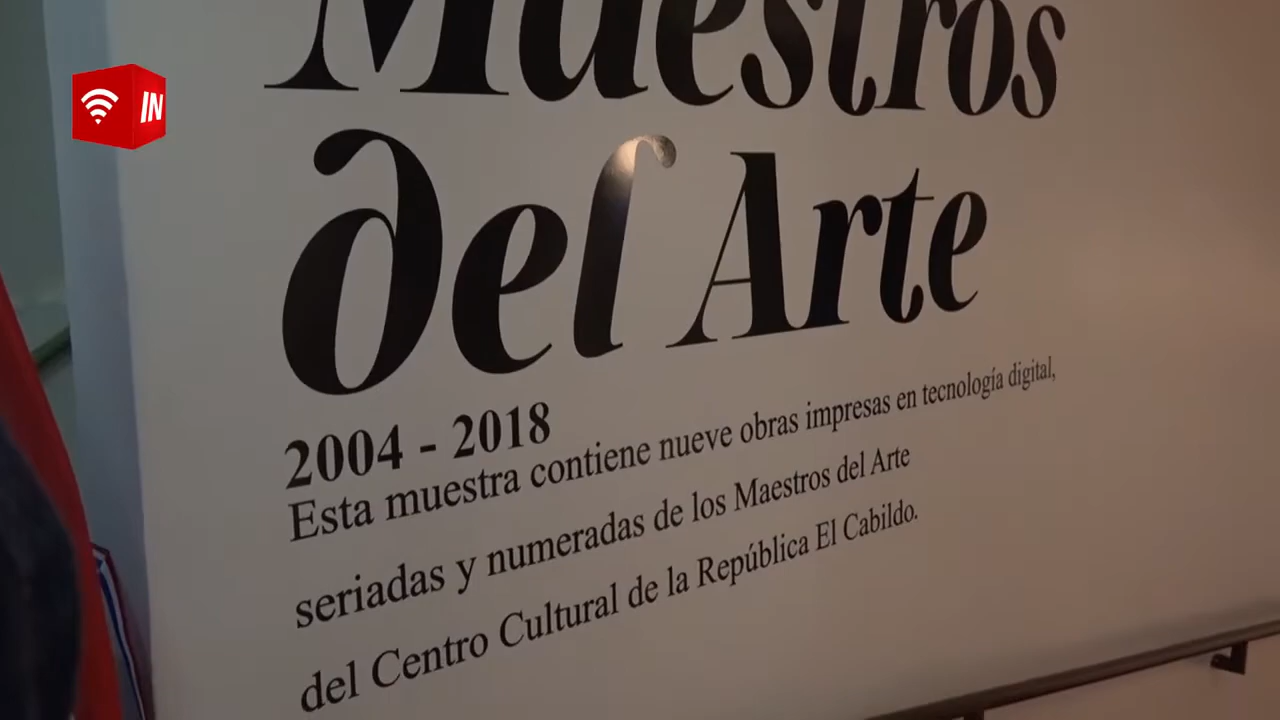 IN
Maestros
del Arte
2004 - 2018
Esta muestra contiene nueve obras impresas en tecnología digital,
seriadas y numeradas de los Maestros del Arte
del Centro Cultural de la República El Cabildo.